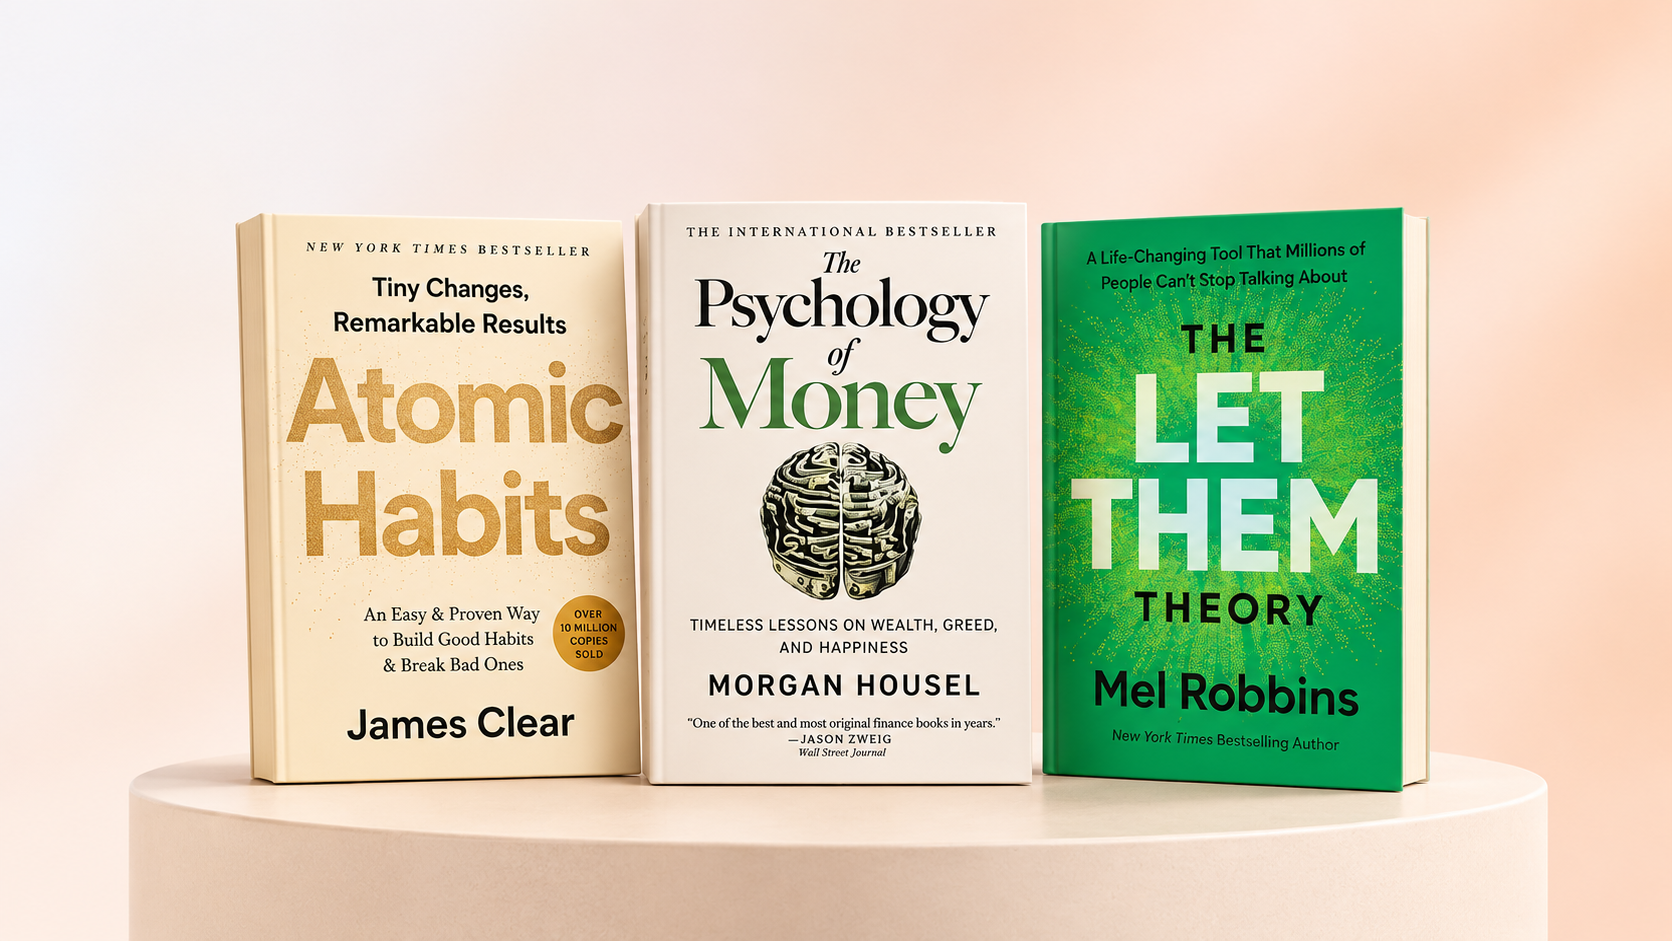 NEW YORK TIMES BESTSELLER
Tiny Changes,
Remarkable Results
Atomic
Habits
An Easy & Proven Way
to Build Good Habits
& Break Bad Ones
OVER
10 MILLION
COPIES
SOLD
James Clear
THE INTERNATIONAL BESTSELLER
The
Psychology
of
Money
TIMELESS LESSONS ON WEALTH, GREED,
AND HAPPINESS
MORGAN HOUSEL
“One of the best and most original finance books in years.”
—JASON ZWEIG
Wall Street Journal
A Life-Changing Tool That Millions of
People Can't Stop Talking About
THE
LET
THEM
THEORY
Mel Robbins
New York Times Bestselling Author